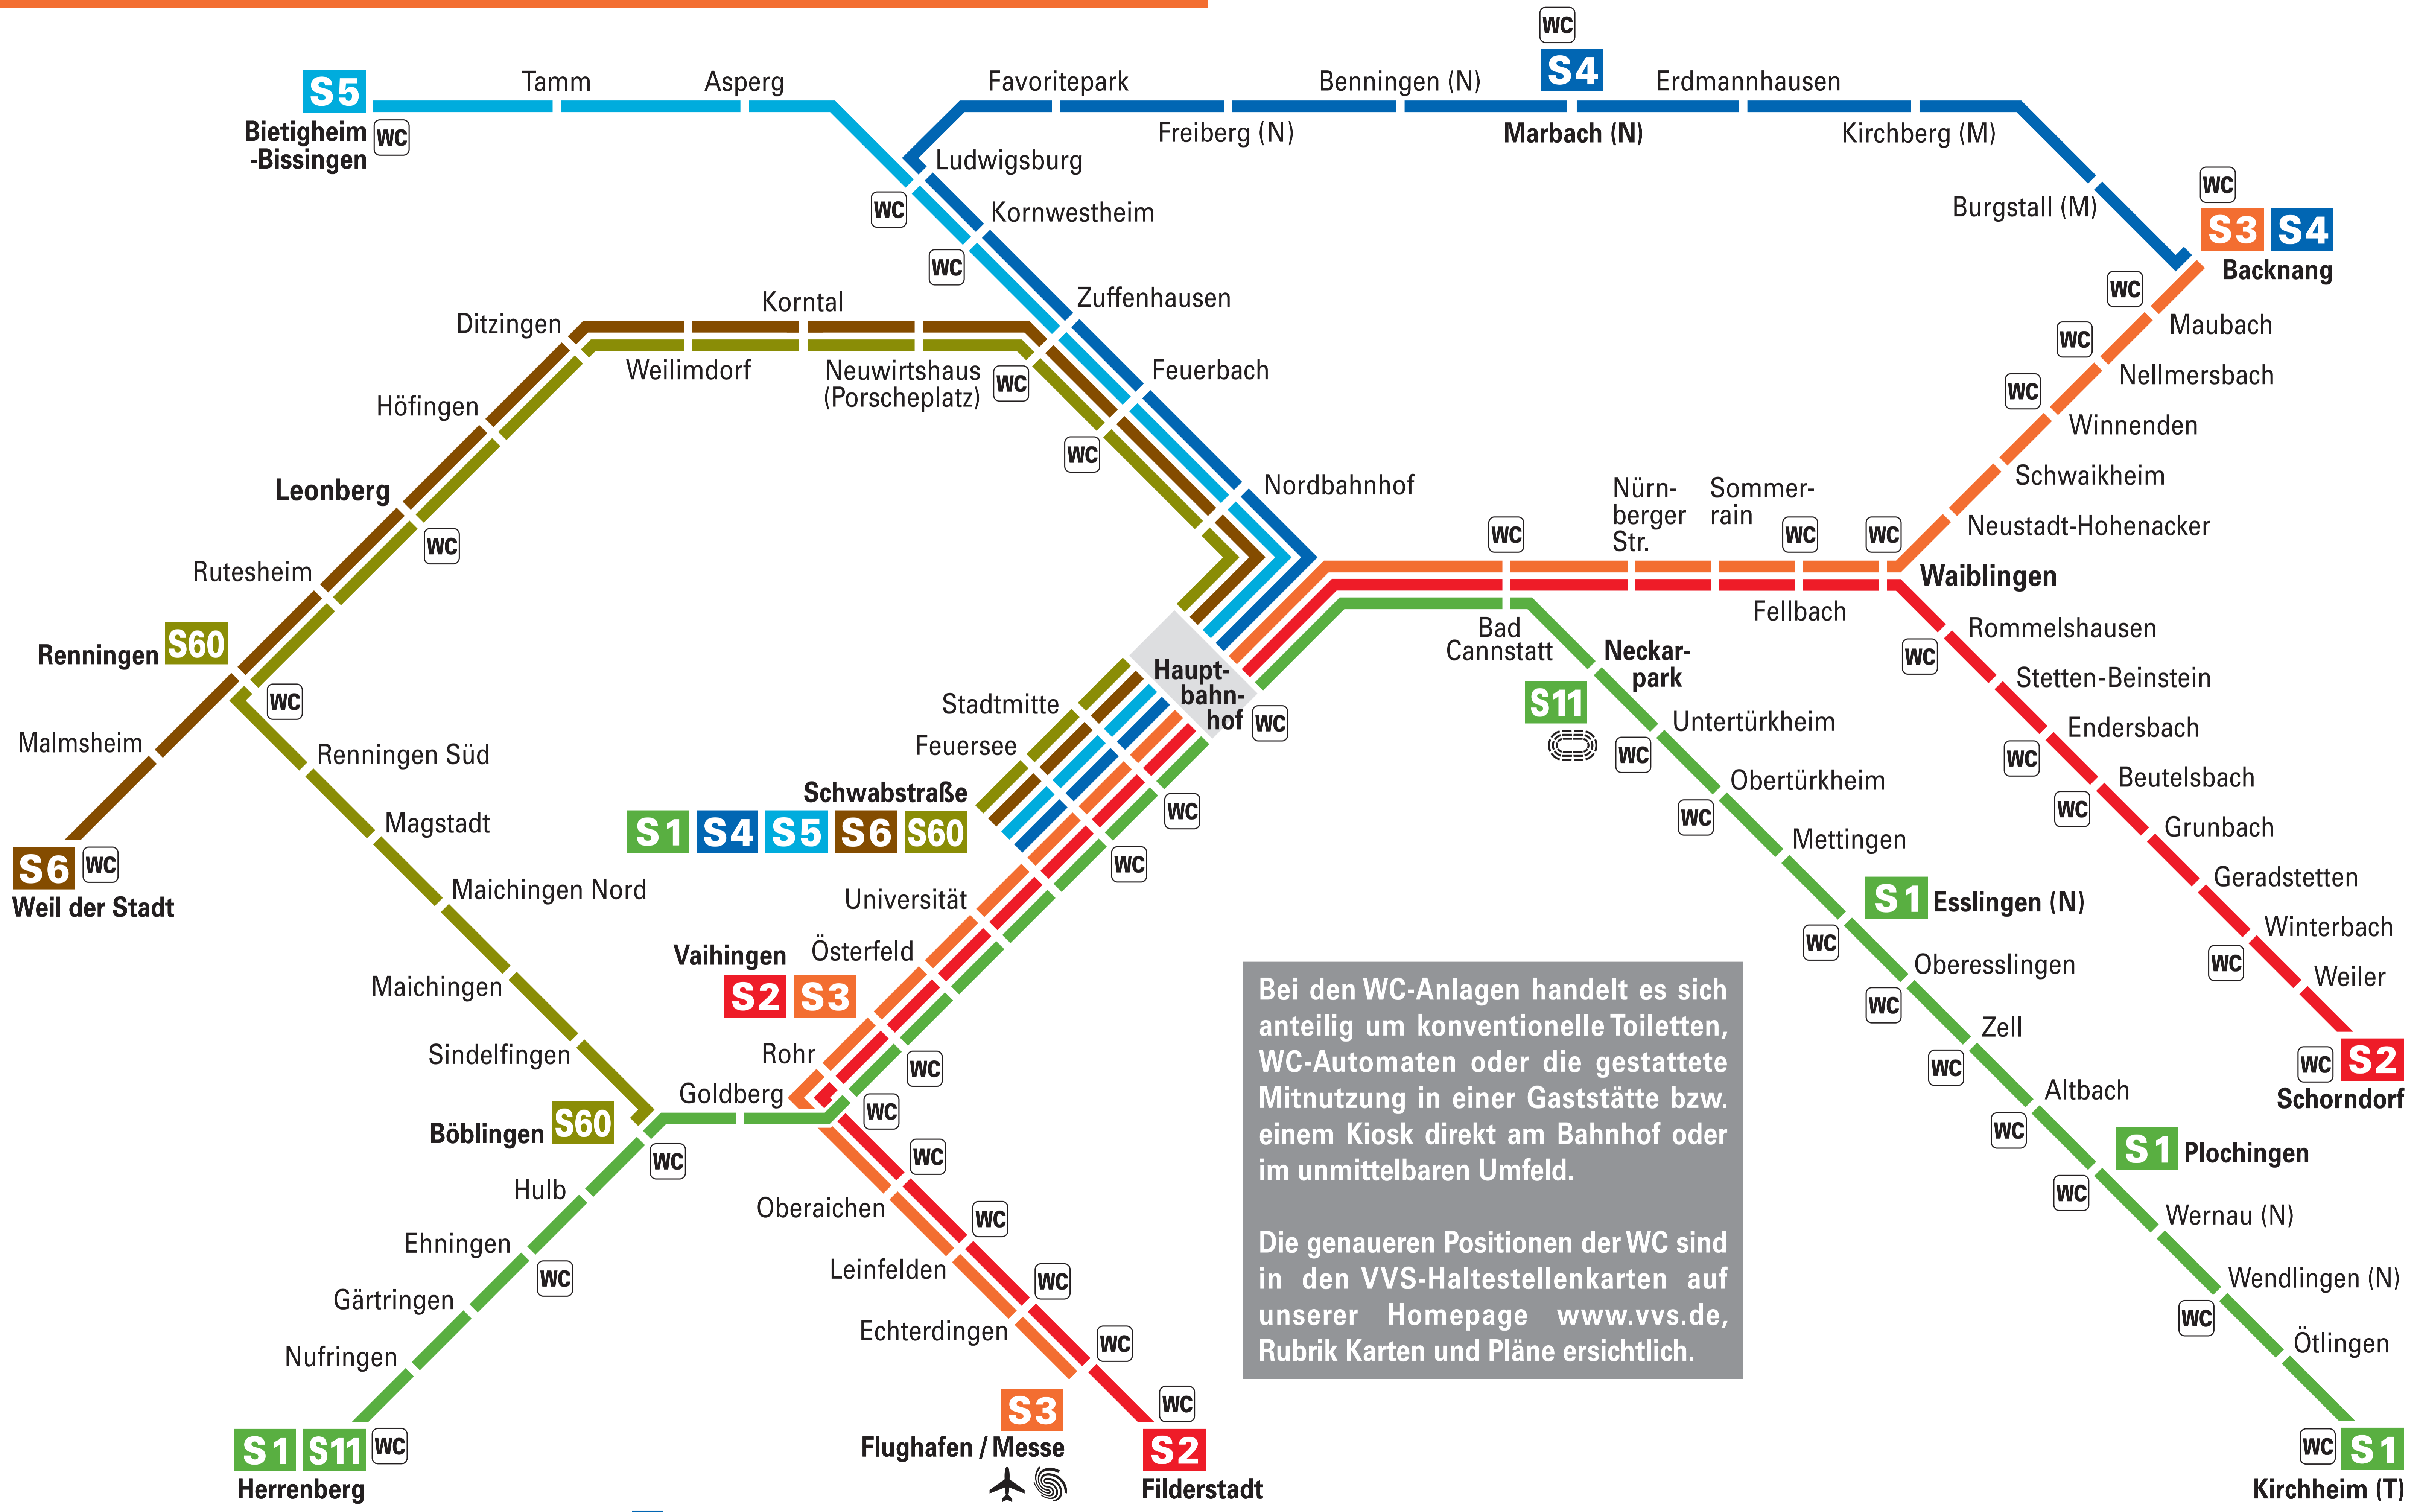 WC
S4
S5
Tamm
Asperg
Favoritepark
Benningen (N)
Erdmannhausen
Bietigheim
-Bissingen
WC
Freiberg (N)
Marbach (N)
Kirchberg (M)
Ludwigsburg
WC
Kornwestheim
WC
Burgstall (M)
WC
S3 S4
Backnang
Zuffenhausen
WC
Maubach
Korntal
Ditzingen
Weilimdorf
Neuwirtshaus
(Porscheplatz)
WC
Feuerbach
WC
Nellmersbach
Höfingen
WC
Winnenden
WC
Schwaikheim
Leonberg
WC
Nordbahnhof
Nürn-
berger
Str.
Sommer-
rain
WC
WC
WC
Neustadt-Hohenacker
Waiblingen
Rutesheim
Fellbach
Bad
Cannstatt
Rommelshausen
WC
Renningen
S60
WC
Neckar-
park
S11
Stetten-Beinstein
Haupt-
bahn-
hof
WC
Stadtmitte
Untertürkheim
WC
Endersbach
WC
Malmsheim
Renningen Süd
Feuersee
Obertürkheim
WC
Beutelsbach
WC
Schwabstraße
S1 S4 S5 S6 S60
WC
Magstadt
Mettingen
Grunbach
S6
WC
Weil der Stadt
WC
Maichingen Nord
Universität
S1
Esslingen (N)
WC
Geradstetten
Winterbach
WC
Vaihingen
Österfeld
S2 S3
Maichingen
Oberesslingen
WC
Weiler
Bei den WC-Anlagen handelt es sich
anteilig um konventionelle Toiletten,
WC-Automaten oder die gestattete
Mitnutzung in einer Gaststätte bzw.
einem Kiosk direkt am Bahnhof oder
im unmittelbaren Umfeld.
Die genaueren Positionen der WC sind
in den VVS-Haltestellenkarten auf
unserer Homepage www.vvs.de,
Rubrik Karten und Pläne ersichtlich.
Sindelfingen
Rohr
WC
Zell
WC
WC
S2
Schorndorf
Goldberg
WC
Altbach
WC
Böblingen
S60
WC
WC
S1
Plochingen
WC
Hulb
Oberaichen
WC
Wernau (N)
Ehningen
WC
Leinfelden
WC
Wendlingen (N)
WC
Gärtringen
Echterdingen
WC
Ötlingen
Nufringen
S3
Flughafen / Messe
WC
S2
Filderstadt
S1 S11
WC
Herrenberg
WC
S1
Kirchheim (T)